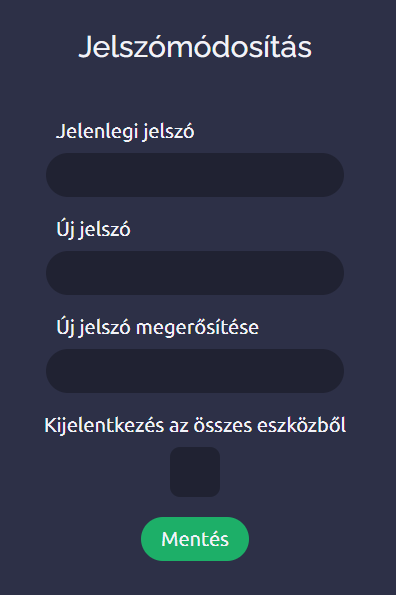 Jelszómódosítás
Jelenlegi jelszó
Új jelszó
Új jelszó megerősítése
Kijelentkezés az összes eszközből
Mentés